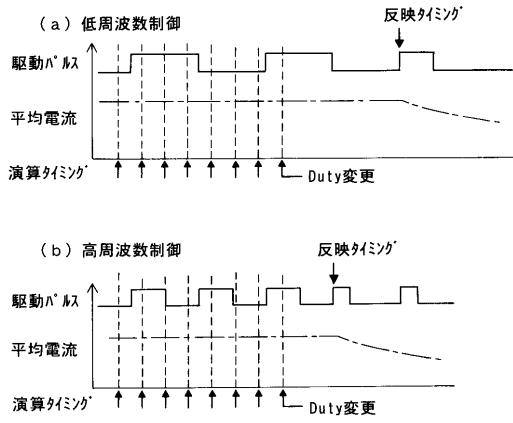 (a)低周波数制御
反映ﾀｲﾐﾝｸﾞ
駆動ﾊﾟﾙｽ
平均電流
演算ﾀｲﾐﾝｸﾞ
Duty変更
(b)高周波数制御
反映ﾀｲﾐﾝｸﾞ
駆動ﾊﾟﾙｽ
平均電流
演算ﾀｲﾐﾝｸﾞ
Duty変更